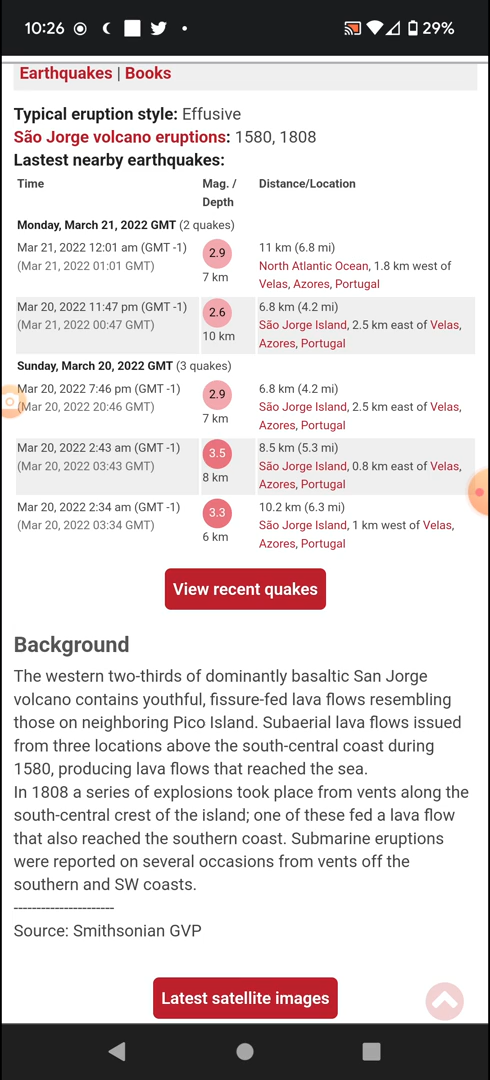 10:26
29%
Earthquakes | Books
Typical eruption style: Effusive
São Jorge volcano eruptions: 1580, 1808
Lastest nearby earthquakes:
Time Mag. / Depth Distance/Location
Monday, March 21, 2022 GMT (2 quakes)
Mar 21, 2022 12:01 am (GMT -1) 2.9 11 km (6.8 mi)
(Mar 21, 2022 01:01 GMT) 7 km North Atlantic Ocean, 1.8 km west of
Velas, Azores, Portugal
Mar 20, 2022 11:47 pm (GMT -1) 2.6 6.8 km (4.2 mi)
(Mar 21, 2022 00:47 GMT) 10 km São Jorge Island, 2.5 km east of Velas,
Azores, Portugal
Sunday, March 20, 2022 GMT (3 quakes)
Mar 20, 2022 7:46 pm (GMT -1) 2.9 6.8 km (4.2 mi)
(Mar 20, 2022 20:46 GMT) 7 km São Jorge Island, 2.5 km east of Velas,
Azores, Portugal
Mar 20, 2022 2:43 am (GMT -1) 3.5 8.5 km (5.3 mi)
(Mar 20, 2022 03:43 GMT) 8 km São Jorge Island, 0.8 km east of Velas,
Azores, Portugal
Mar 20, 2022 2:34 am (GMT -1) 3.3 10.2 km (6.3 mi)
(Mar 20, 2022 03:34 GMT) 6 km São Jorge Island, 1 km west of Velas,
Azores, Portugal
View recent quakes
Background
The western two-thirds of dominantly basaltic San Jorge
volcano contains youthful, fissure-fed lava flows resembling
those on neighboring Pico Island. Subaerial lava flows issued
from three locations above the south-central coast during
1580, producing lava flows that reached the sea.
In 1808 a series of explosions took place from vents along the
south-central crest of the island; one of these fed a lava flow
that also reached the southern coast. Submarine eruptions
were reported on several occasions from vents off the
southern and SW coasts.
----------------------
Source: Smithsonian GVP
Latest satellite images